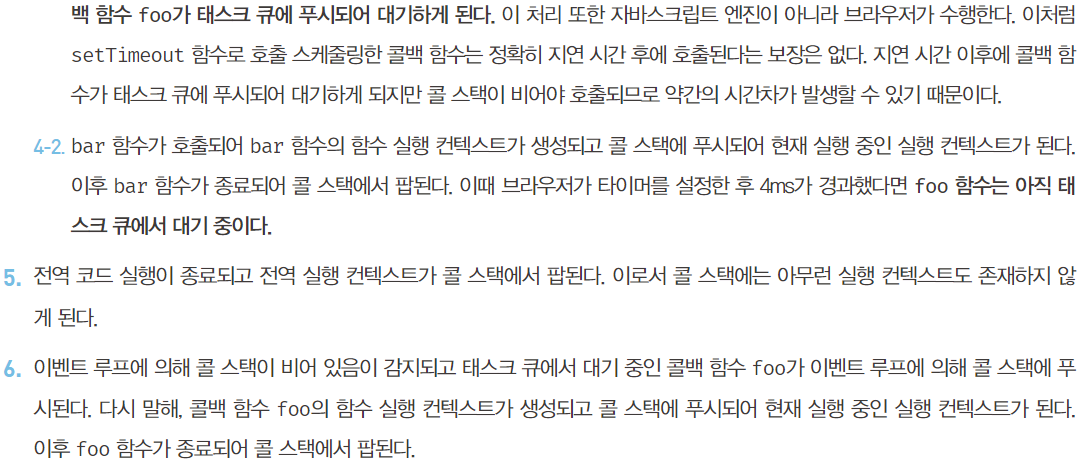 백 함수 foo가 태스크 큐에 푸시되어 대기하게 된다. 이 처리 또한 자바스크립트 엔진이 아니라 브라우저가 수행한다. 이처럼
setTimeout 함수로 호출 스케줄링한 콜백 함수는 정확히 지연 시간 후에 호출된다는 보장은 없다. 지연 시간 이후에 콜백 함
수가 태스크 큐에 푸시되어 대기하게 되지만 콜 스택이 비어야 호출되므로 약간의 시간차가 발생할 수 있기 때문이다.
4-2. bar 함수가 호출되어 bar 함수의 함수 실행 컨텍스트가 생성되고 콜 스택에 푸시되어 현재 실행 중인 실행 컨텍스트가 된다.
이후 bar 함수가 종료되어 콜 스택에서 팝된다. 이때 브라우저가 타이머를 설정한 후 4ms가 경과했다면 foo 함수는 아직 태
스크 큐에서 대기 중이다.
5. 전역 코드 실행이 종료되고 전역 실행 컨텍스트가 콜 스택에서 팝된다. 이로서 콜 스택에는 아무런 실행 컨텍스트도 존재하지 않
게 된다.
6. 이벤트 루프에 의해 콜 스택이 비어 있음이 감지되고 태스크 큐에서 대기 중인 콜백 함수 foo가 이벤트 루프에 의해 콜 스택에 푸
시된다. 다시 말해, 콜백 함수 foo의 함수 실행 컨텍스트가 생성되고 콜 스택에 푸시되어 현재 실행 중인 실행 컨텍스트가 된다.
이후 foo 함수가 종료되어 콜 스택에서 팝된다.